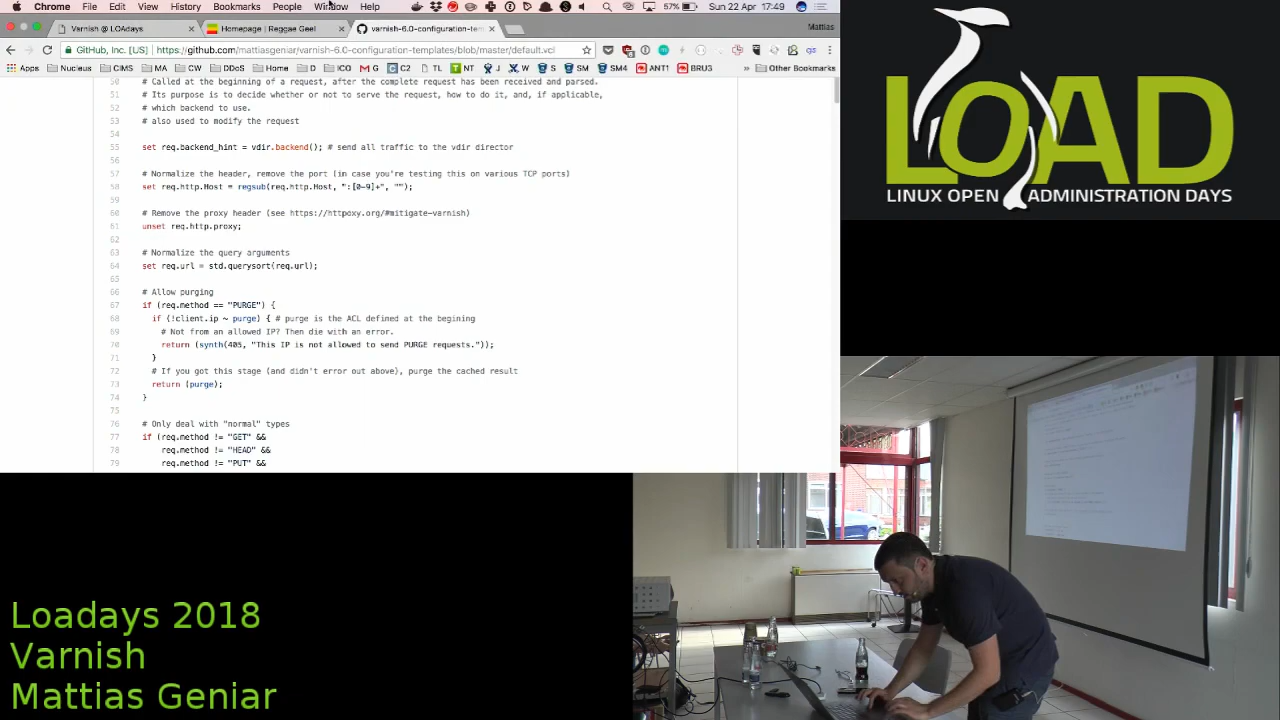 Chrome File Edit View History Bookmarks People Window Help 57% Sun 22 Apr 17:49
Varnish @ LOAdays Homepage | Reggae Geel varnish-6.0-configuration-tem Mattias
GitHub, Inc. [US] https://github.com/mattiasgeniar/varnish-6.0-configuration-templates/blob/master/default.vcl
Apps Nucleus CIMS MA CW DDoS Home ICO G C2 TL NT J W S SM SM4 ANT1 BRUG » Other Bookmarks
50 # Called at the beginning of a request, after the complete request has been received and parsed.
51 # Its purpose is to decide whether or not to serve the request, how to do it, and, if applicable,
52 # which backend to use.
53 # also used to modify the request
54
55 set req.backend_hint = vdir.backend(); # send all traffic to the vdir director
56
57 # Normalize the header, remove the port (in case you're testing this on various TCP ports)
58 set req.http.Host = regsub(req.http.Host, ":[0-9]+", "");
59
60 # Remove the proxy header (see https://httpoxy.org/#mitigate-varnish)
61 unset req.http.proxy;
62
63 # Normalize the query arguments
64 set req.url = std.querysort(req.url);
65
66 # Allow purging
67 if (req.method == "PURGE") {
68 if (!client.ip ~ purge) { # purge is the ACL defined at the begining
69 # Not from an allowed IP? Then die with an error.
70 return (synth(405, "This IP is not allowed to send PURGE requests."));
71 }
72 # If you got this stage (and didn't error out above), purge the cached result
73 return (purge);
74 }
75
76 # Only deal with "normal" types
77 if (req.method != "GET" &&
78 req.method != "HEAD" &&
79 req.method != "PUT" &&
LOAD
LINUX OPEN ADMINISTRATION DAYS
Loadays 2018
Varnish
Mattias Geniar